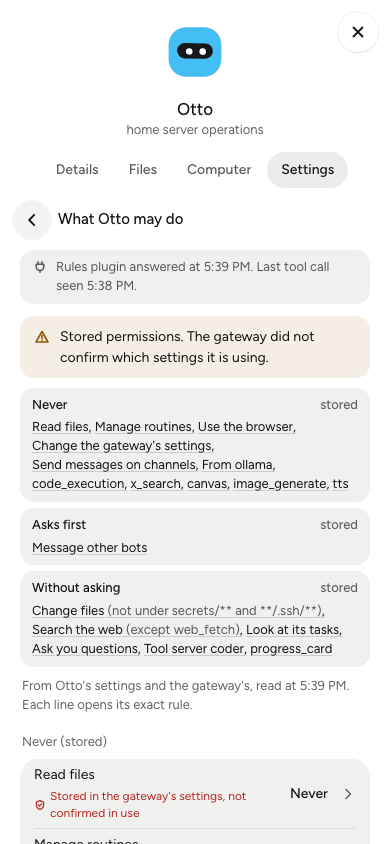 Otto
home server operations
Details
Files
Computer
Settings
What Otto may do
Rules plugin answered at 5:39 PM. Last tool call
seen 5:38 PM.
Stored permissions. The gateway did not
confirm which settings it is using.
Never
stored
Read files, Manage routines, Use the browser,
Change the gateway's settings,
Send messages on channels, From ollama,
code_execution, x_search, canvas, image_generate, tts
Asks first
stored
Message other bots
Without asking
stored
Change files (not under secrets/** and **/.ssh/**),
Search the web (except web_fetch), Look at its tasks,
Ask you questions, Tool server coder, progress_card
From Otto's settings and the gateway's, read at 5:39 PM.
Each line opens its exact rule.
Never (stored)
Read files
Stored in the gateway's settings, not
confirmed in use
Never
Manage routines